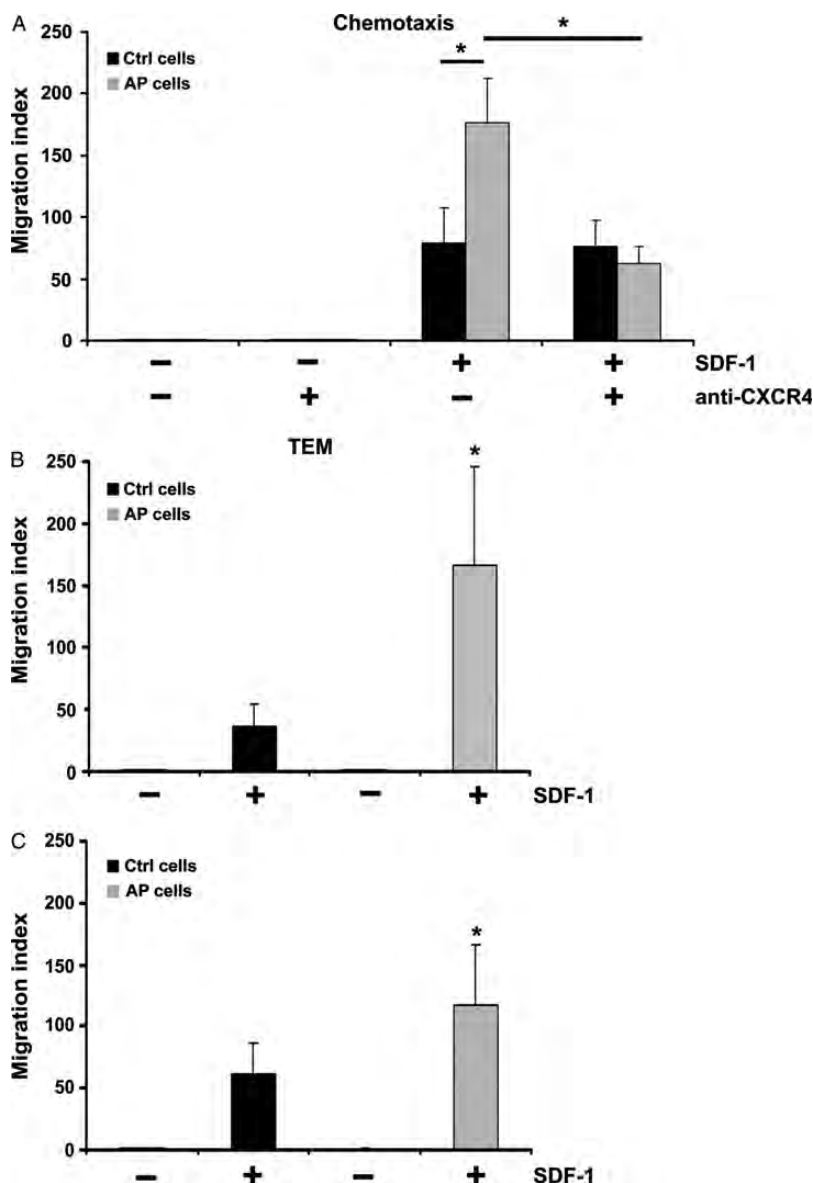 A
Chemotaxis
*
*
250
200
150
100
50
0
Migration index
Ctrl cells
AP cells
− − + + SDF-1
− + − + anti-CXCR4
B
TEM
*
250
200
150
100
50
0
Migration index
Ctrl cells
AP cells
− + − + SDF-1
C
*
250
200
150
100
50
0
Migration index
Ctrl cells
AP cells
− + − + SDF-1